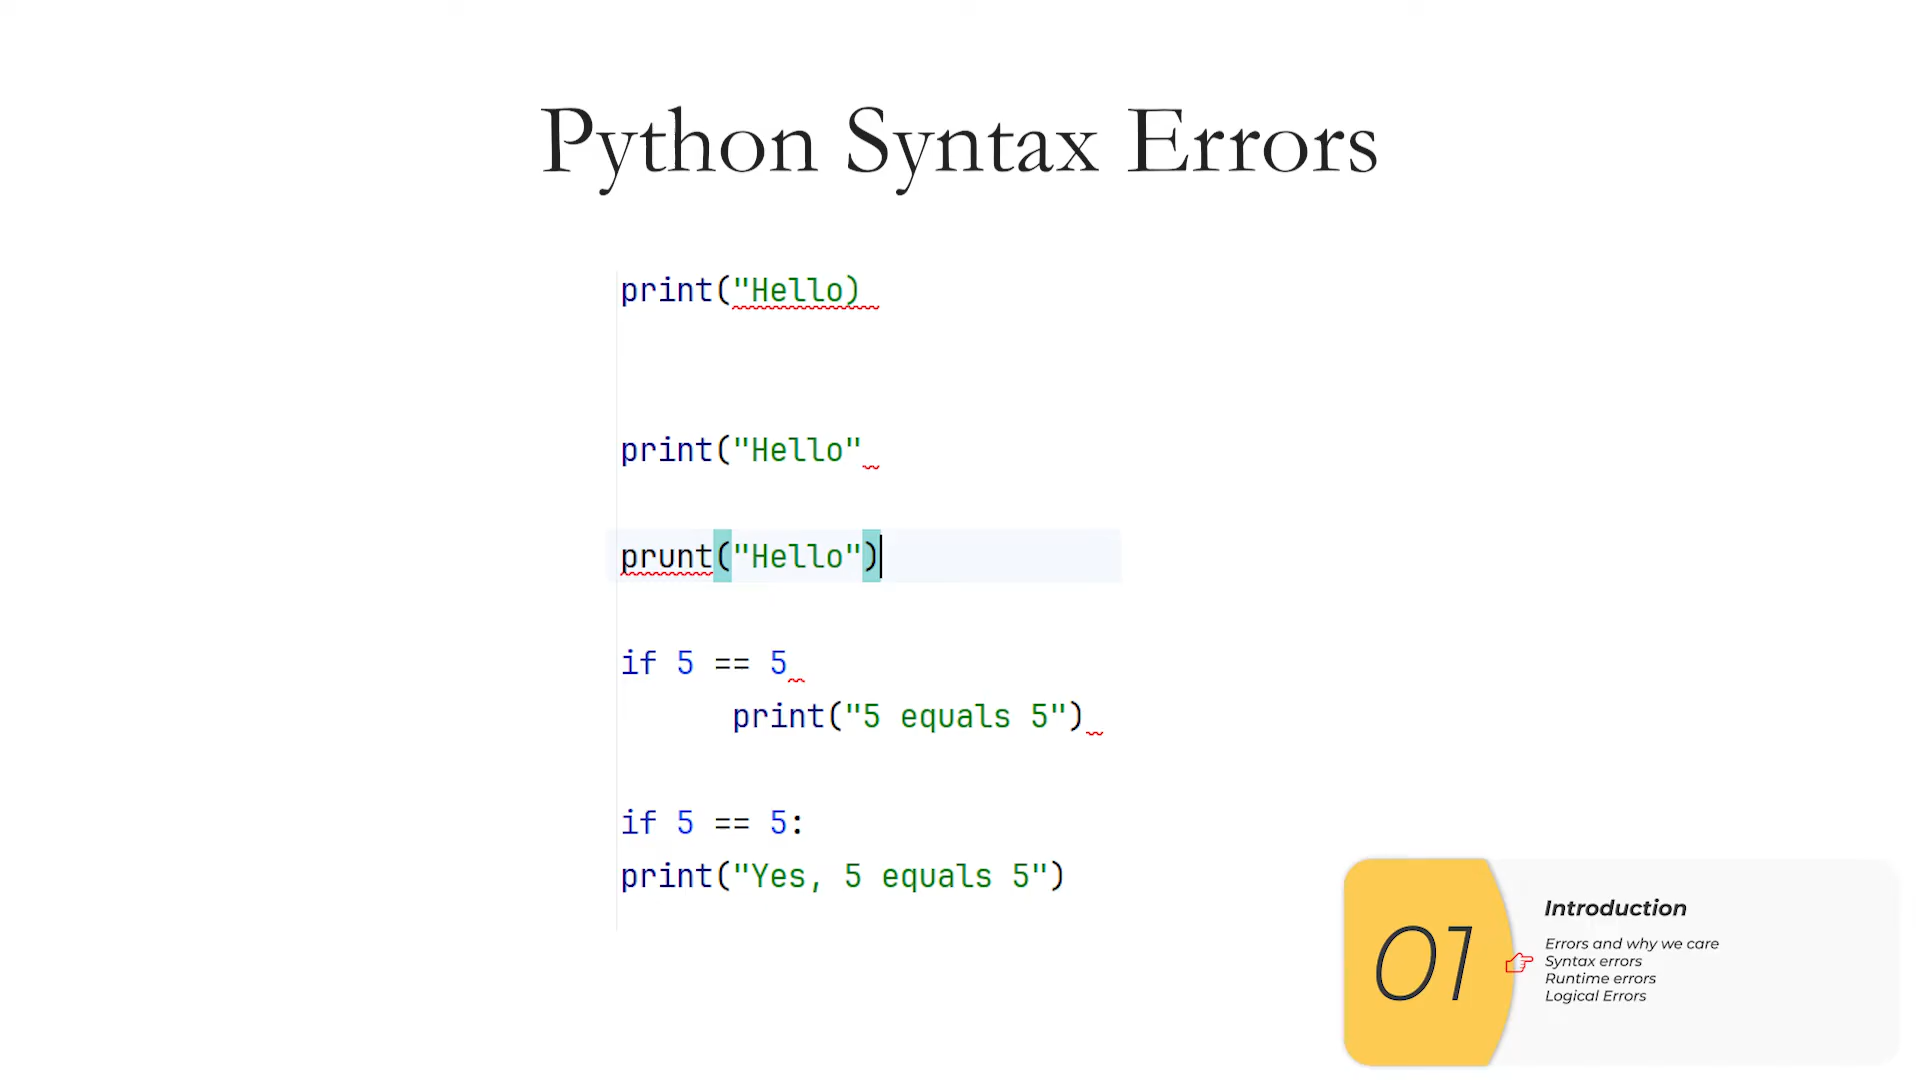 Python Syntax Errors
print("Hello)
print("Hello"
prunt("Hello")
if 5 == 5
print("5 equals 5")
if 5 == 5:
print("Yes, 5 equals 5")
01
Introduction
Errors and why we care
Syntax errors
Runtime errors
Logical Errors